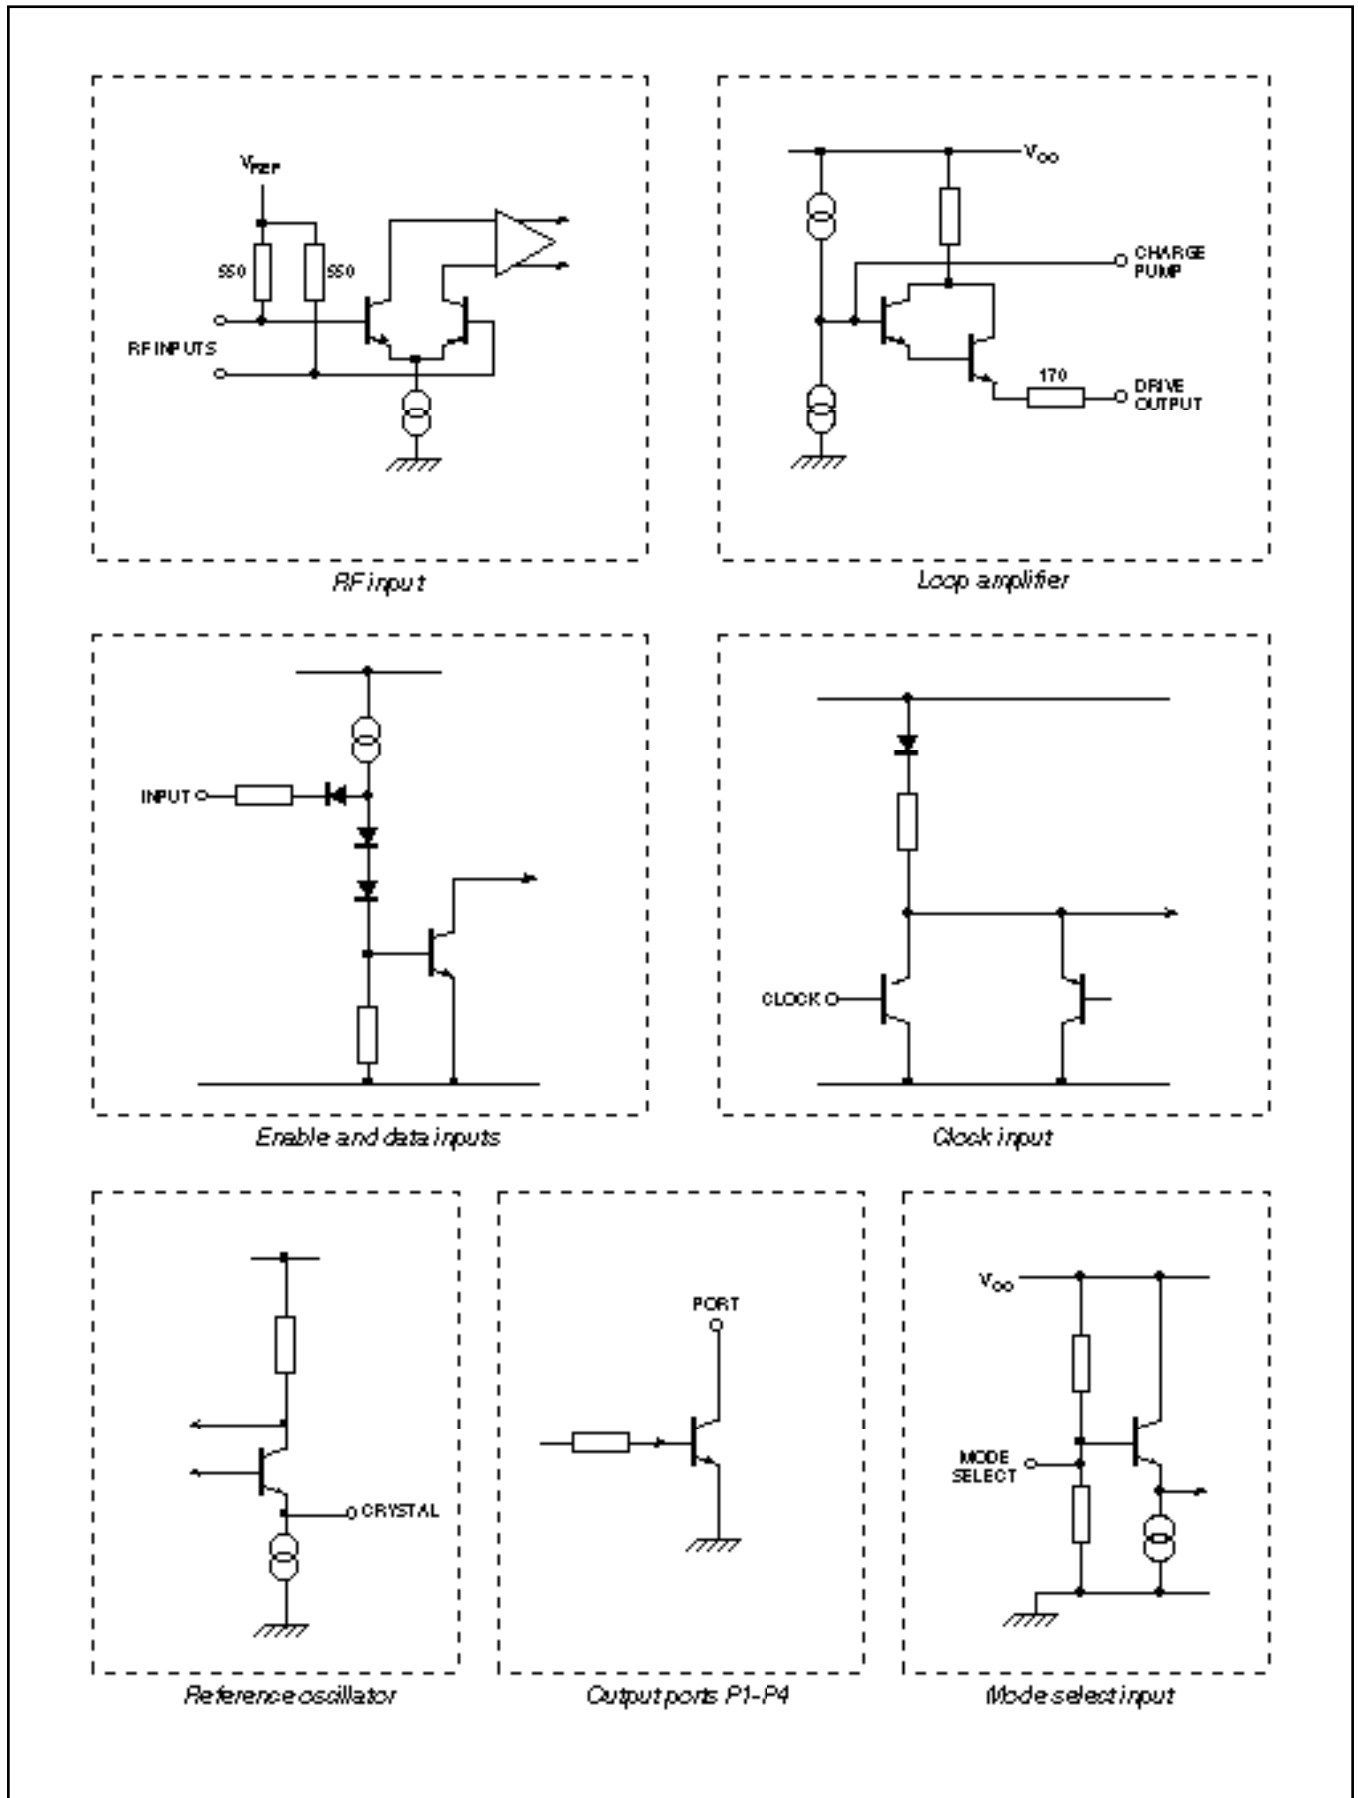 VREF
550 550
RF INPUTS
RF input
VCC
CHARGE
PUMP
170
DRIVE
OUTPUT
Loop amplifier
INPUT
Enable and data inputs
CLOCK
Clock input
CRYSTAL
Reference oscillator
PORT
Output ports P1-P4
VCC
MODE
SELECT
Mode select input